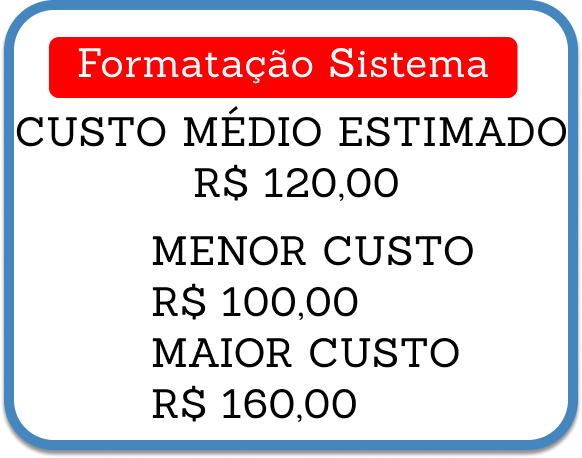 Formatação Sistema
CUSTO MÉDIO ESTIMADO
R$ 120,00
MENOR CUSTO
R$ 100,00
MAIOR CUSTO
R$ 160,00